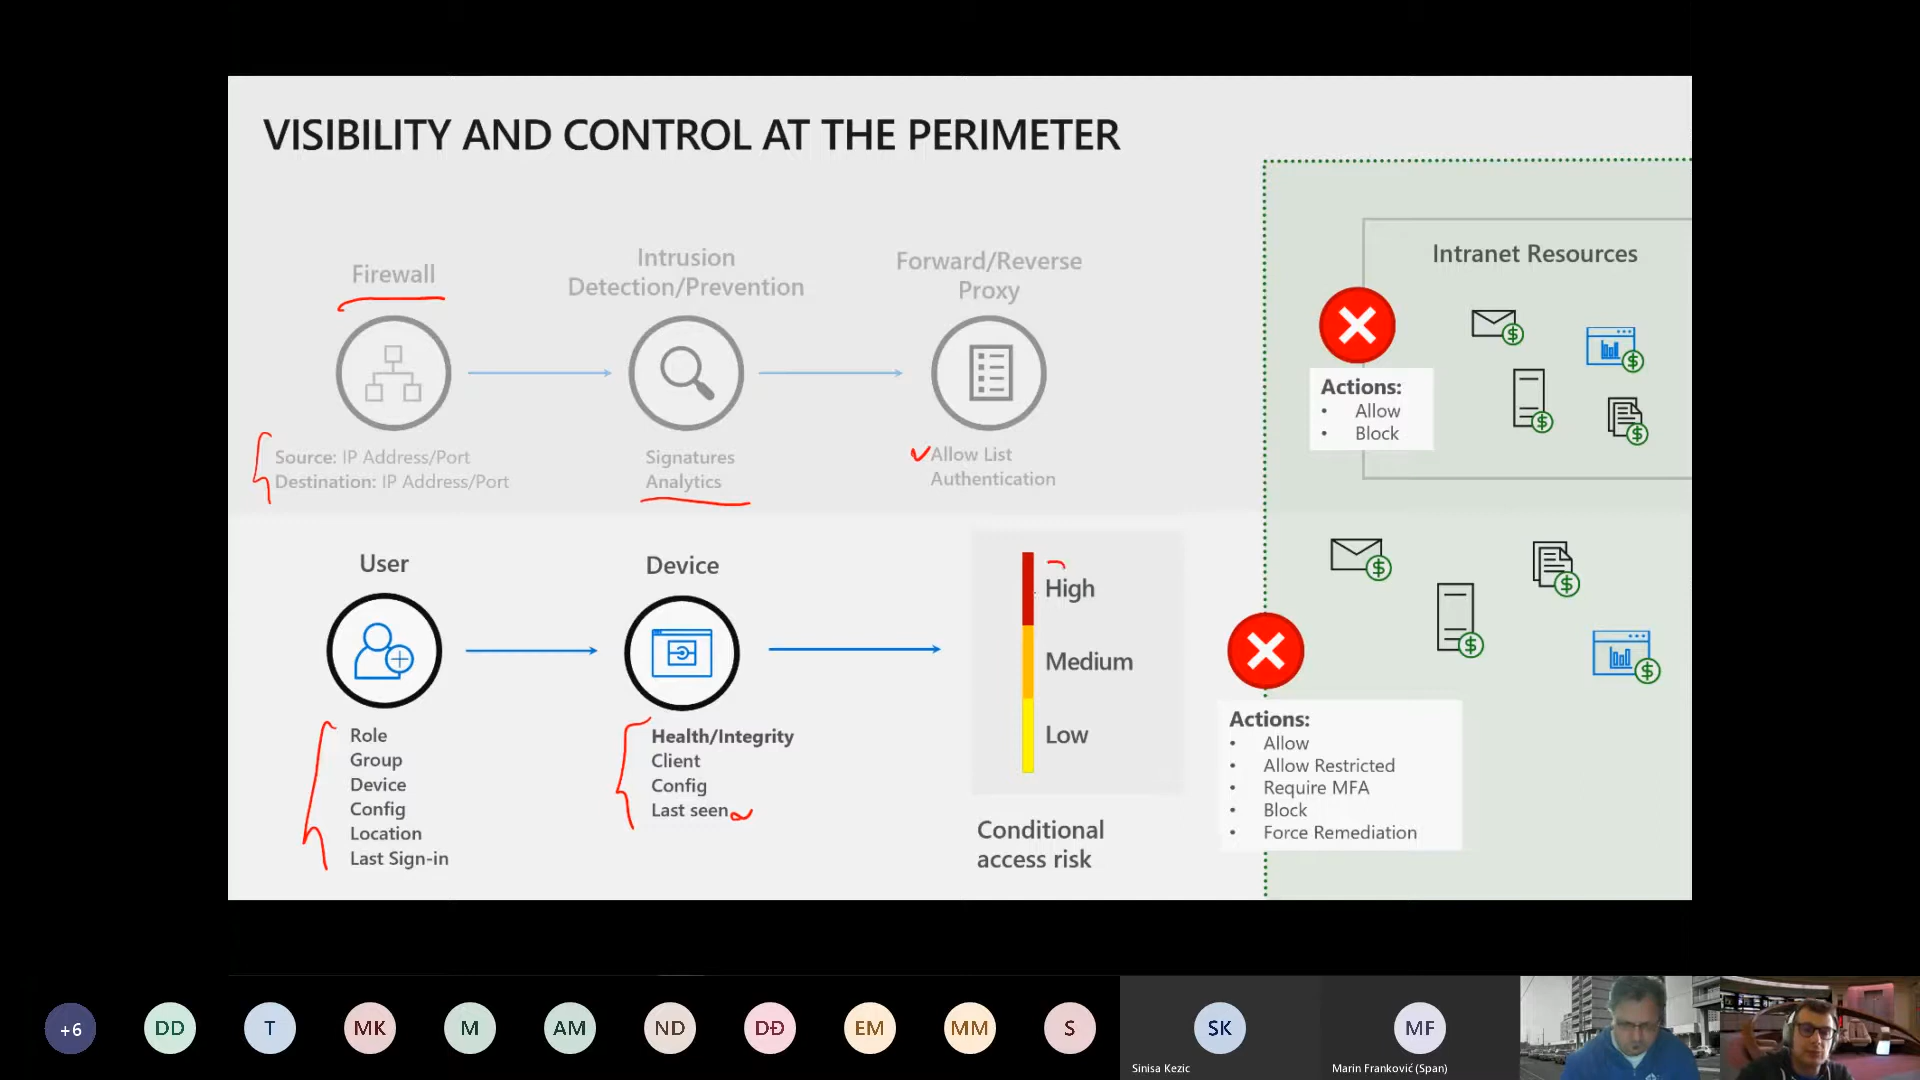 VISIBILITY AND CONTROL AT THE PERIMETER
Firewall
Intrusion
Detection/Prevention
Forward/Reverse
Proxy
Source: IP Address/Port
Destination: IP Address/Port
Signatures
Analytics
Allow List
Authentication
Intranet Resources
Actions:
• Allow
• Block
User
Role
Group
Device
Config
Location
Last Sign-in
Device
Health/Integrity
Client
Config
Last seen
High
Medium
Low
Conditional
access risk
Actions:
• Allow
• Allow Restricted
• Require MFA
• Block
• Force Remediation
+6
DD
T
MK
M
AM
ND
DĐ
EM
MM
S
SK
Sinisa Kezic
MF
Marin Franković (Span)